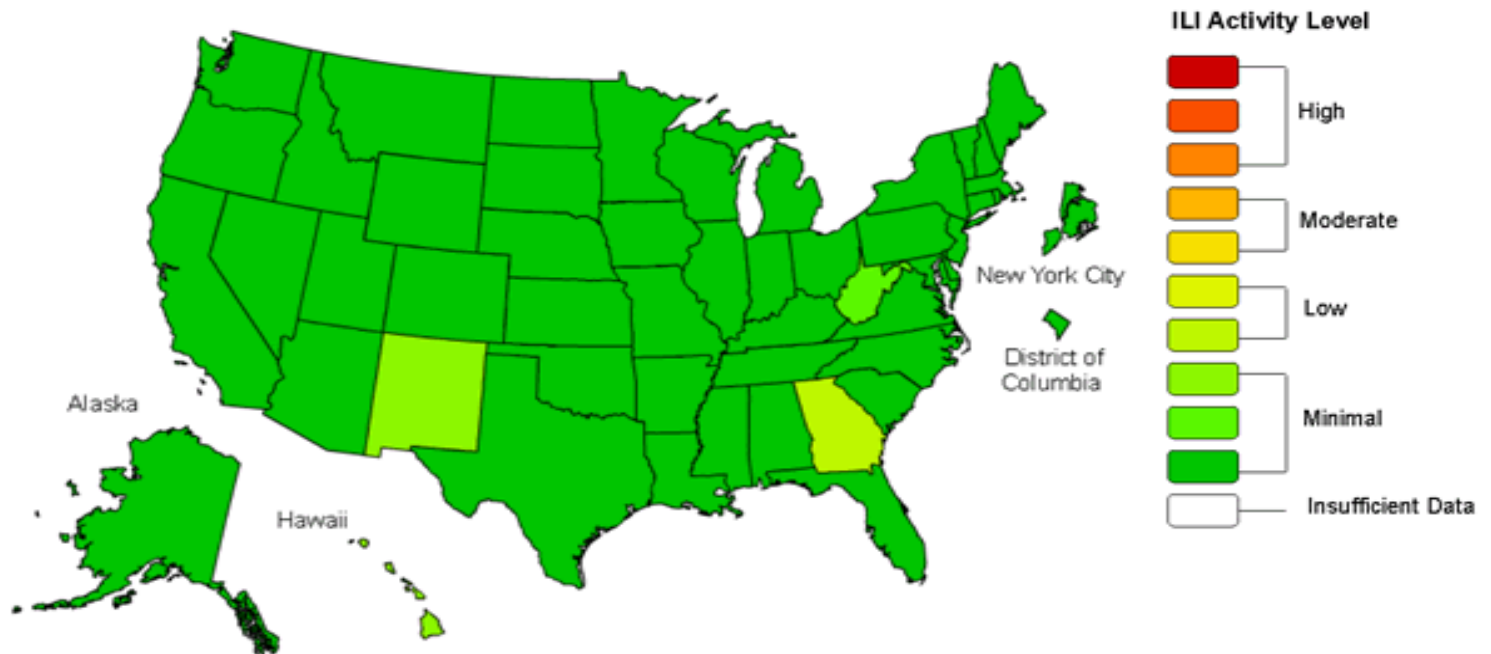 ILI Activity Level
High
Moderate
New York City
Low
District of
Columbia
Alaska
Minimal
Hawaii
Insufficient Data